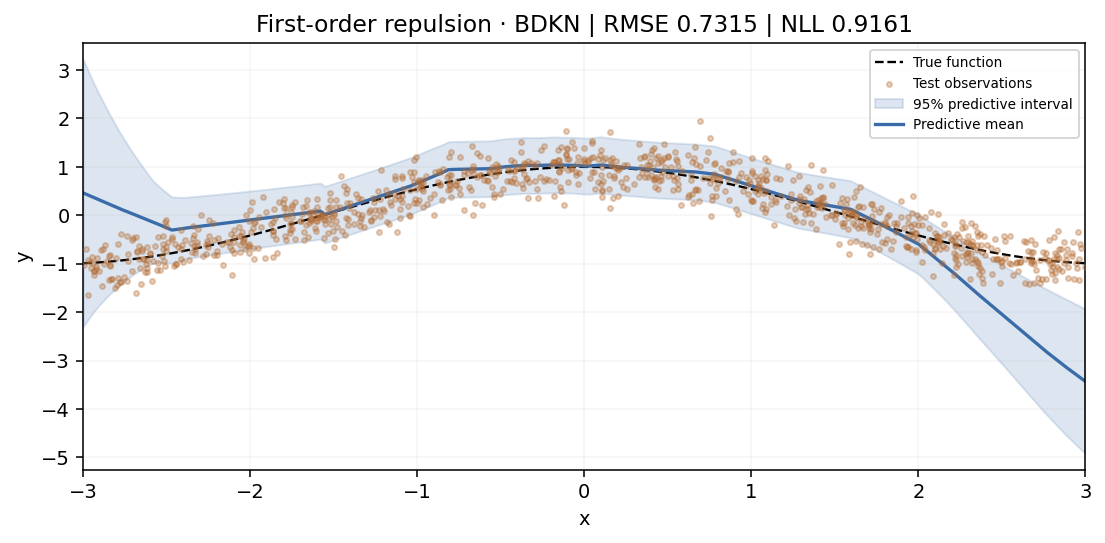 First-order repulsion · BDKN | RMSE 0.7315 | NLL 0.9161
True function
Test observations
95% predictive interval
Predictive mean
y
3
2
1
0
−1
−2
−3
−4
−5
−3
−2
−1
0
1
2
3
x